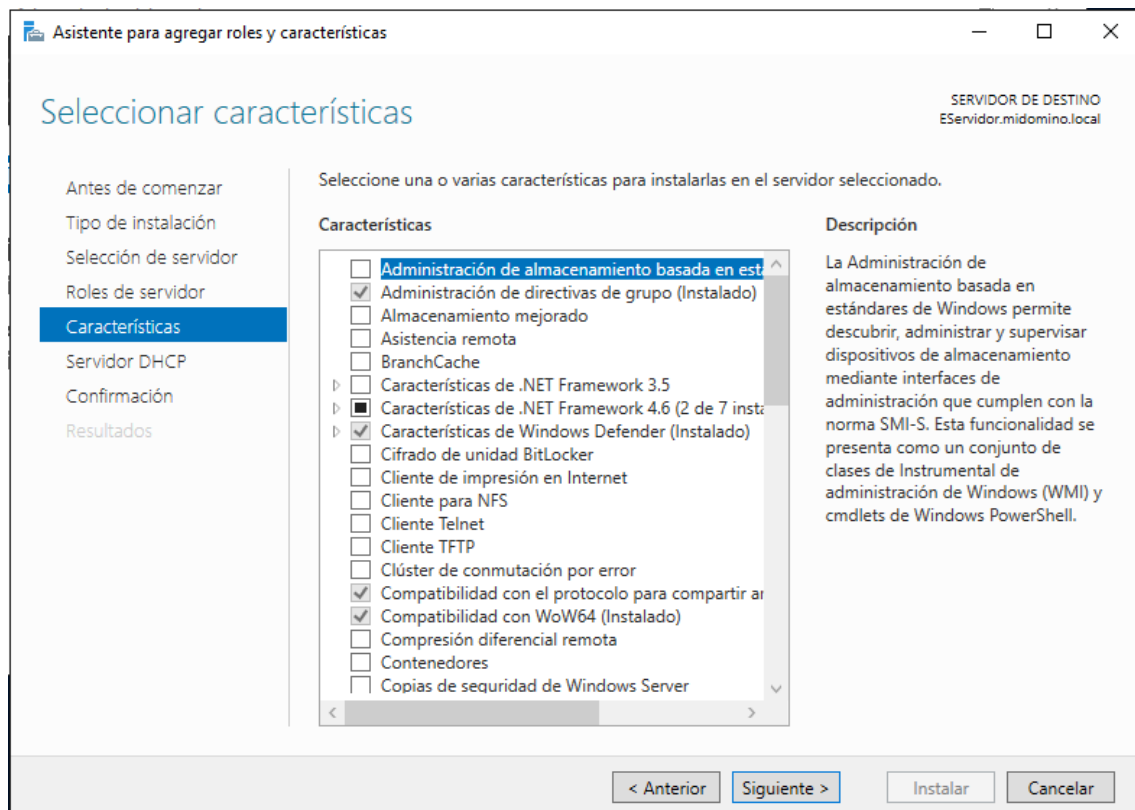 Asistente para agregar roles y características
Seleccionar características
SERVIDOR DE DESTINO
EServidor.midomino.local
Antes de comenzar
Tipo de instalación
Selección de servidor
Roles de servidor
Características
Servidor DHCP
Confirmación
Resultados
Seleccione una o varias características para instalarlas en el servidor seleccionado.
Características
Administración de almacenamiento basada en est
Administración de directivas de grupo (Instalado)
Almacenamiento mejorado
Asistencia remota
BranchCache
Características de .NET Framework 3.5
Características de .NET Framework 4.6 (2 de 7 insta
Características de Windows Defender (Instalado)
Cifrado de unidad BitLocker
Cliente de impresión en Internet
Cliente para NFS
Cliente Telnet
Cliente TFTP
Clúster de conmutación por error
Compatibilidad con el protocolo para compartir ar
Compatibilidad con WoW64 (Instalado)
Compresión diferencial remota
Contenedores
Copias de seguridad de Windows Server
Descripción
La Administración de
almacenamiento basada en
estándares de Windows permite
descubrir, administrar y supervisar
dispositivos de almacenamiento
mediante interfaces de
administración que cumplen con la
norma SMI-S. Esta funcionalidad se
presenta como un conjunto de
clases de Instrumental de
administración de Windows (WMI) y
cmdlets de Windows PowerShell.
< Anterior
Siguiente >
Instalar
Cancelar